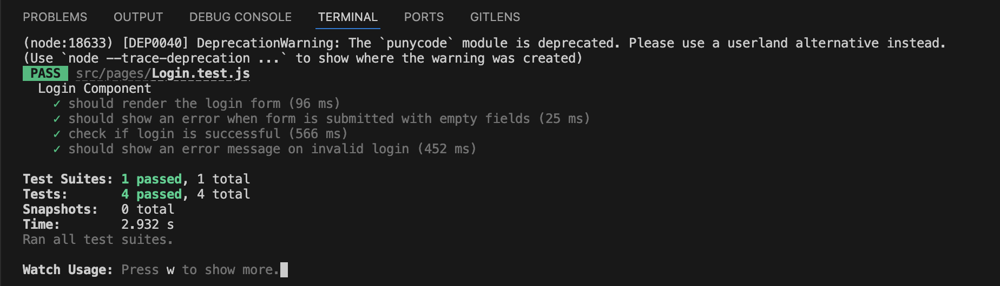 PROBLEMS OUTPUT DEBUG CONSOLE TERMINAL PORTS GITLENS
(node:18633) [DEP0040] DeprecationWarning: The `punycode` module is deprecated. Please use a userland alternative instead.
(Use `node --trace-deprecation ...` to show where the warning was created)
PASS src/pages/Login.test.js
Login Component
✓ should render the login form (96 ms)
✓ should show an error when form is submitted with empty fields (25 ms)
✓ check if login is successful (566 ms)
✓ should show an error message on invalid login (452 ms)
Test Suites: 1 passed, 1 total
Tests: 4 passed, 4 total
Snapshots: 0 total
Time: 2.932 s
Ran all test suites.
Watch Usage: Press w to show more.